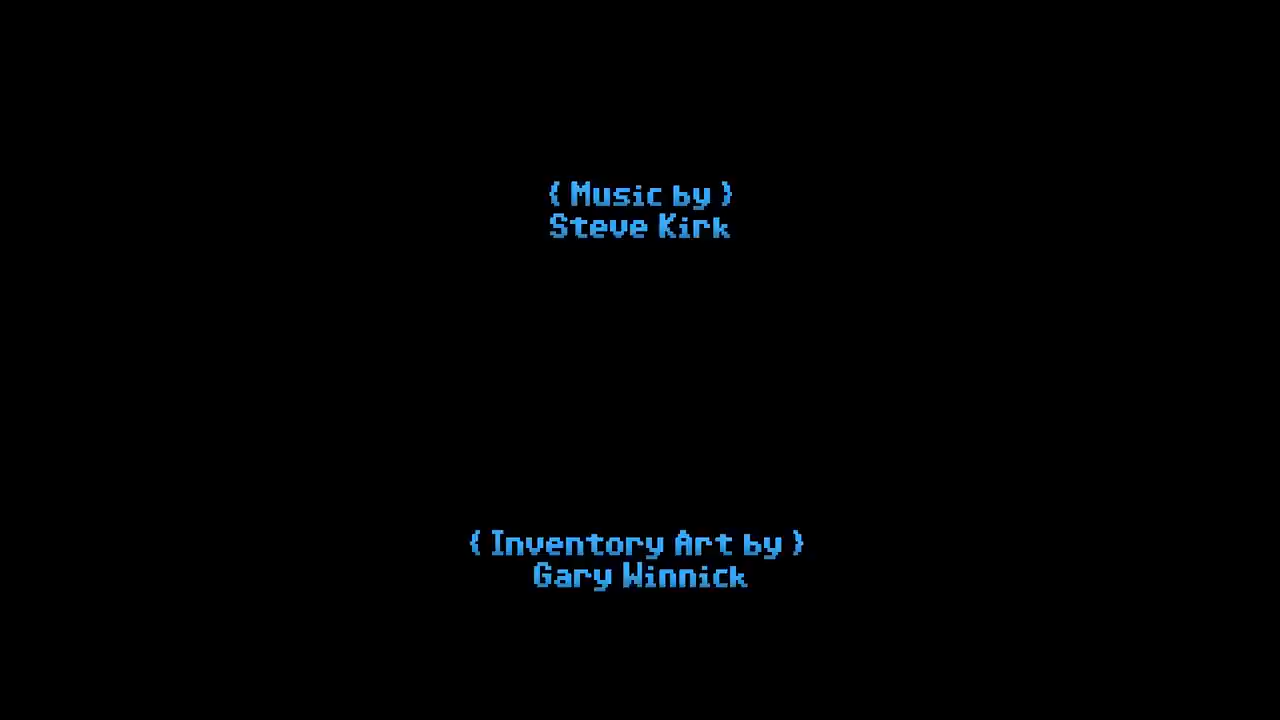 { Music by }
Steve Kirk
{ Inventory Art by }
Gary Winnick